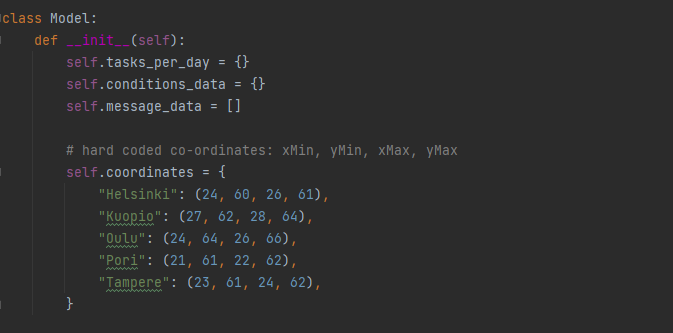 class Model:
def __init__(self):
self.tasks_per_day = {}
self.conditions_data = {}
self.message_data = []
# hard coded co-ordinates: xMin, yMin, xMax, yMax
self.coordinates = {
"Helsinki": (24, 60, 26, 61),
"Kuopio": (27, 62, 28, 64),
"Oulu": (24, 64, 26, 66),
"Pori": (21, 61, 22, 62),
"Tampere": (23, 61, 24, 62),
}